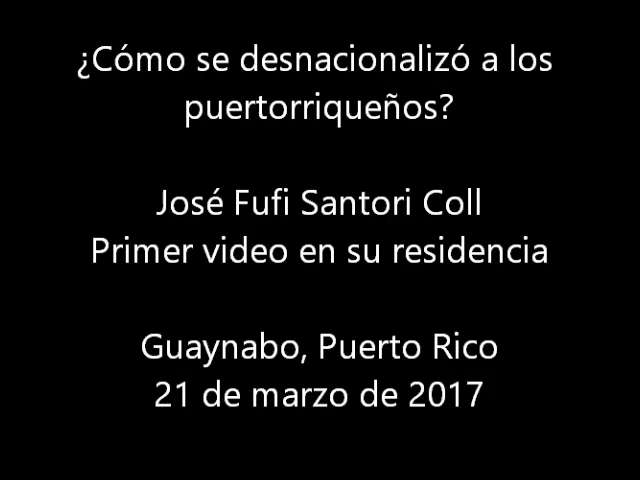 ¿Cómo se desnacionalizó a los
puertorriqueños?
José Fufi Santori Coll
Primer video en su residencia
Guaynabo, Puerto Rico
21 de marzo de 2017